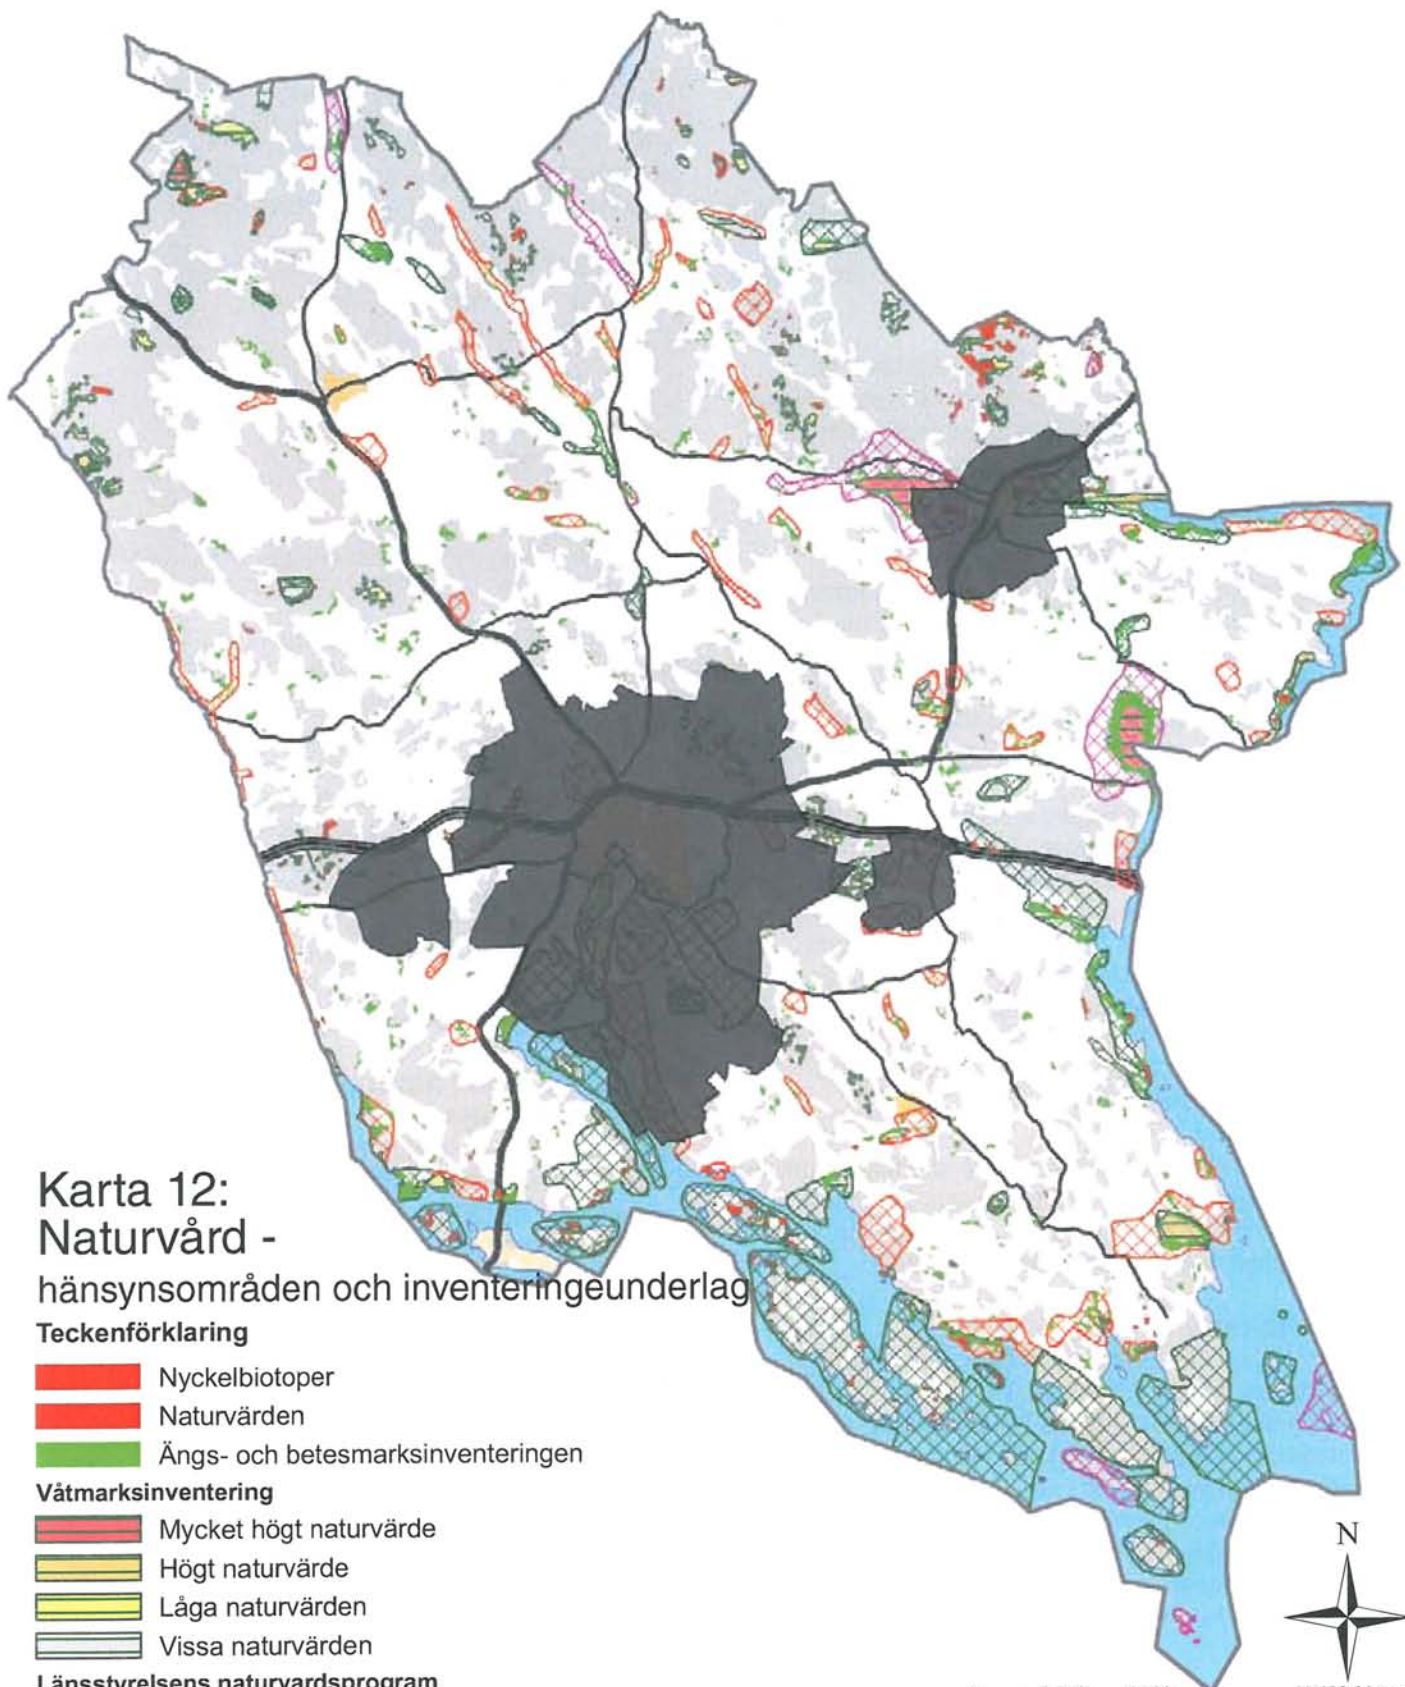 Karta 12:
Naturvård -
hänsynsområden och inventeringeunderlag
Teckenförklaring
Nyckelbiotoper
Naturvärden
Ängs- och betesmarksinventeringen
Våtmarksinventering
Mycket högt naturvärde
Högt naturvärde
Låga naturvärden
Vissa naturvärden
Länsstyrelsens naturvardsprogram
N